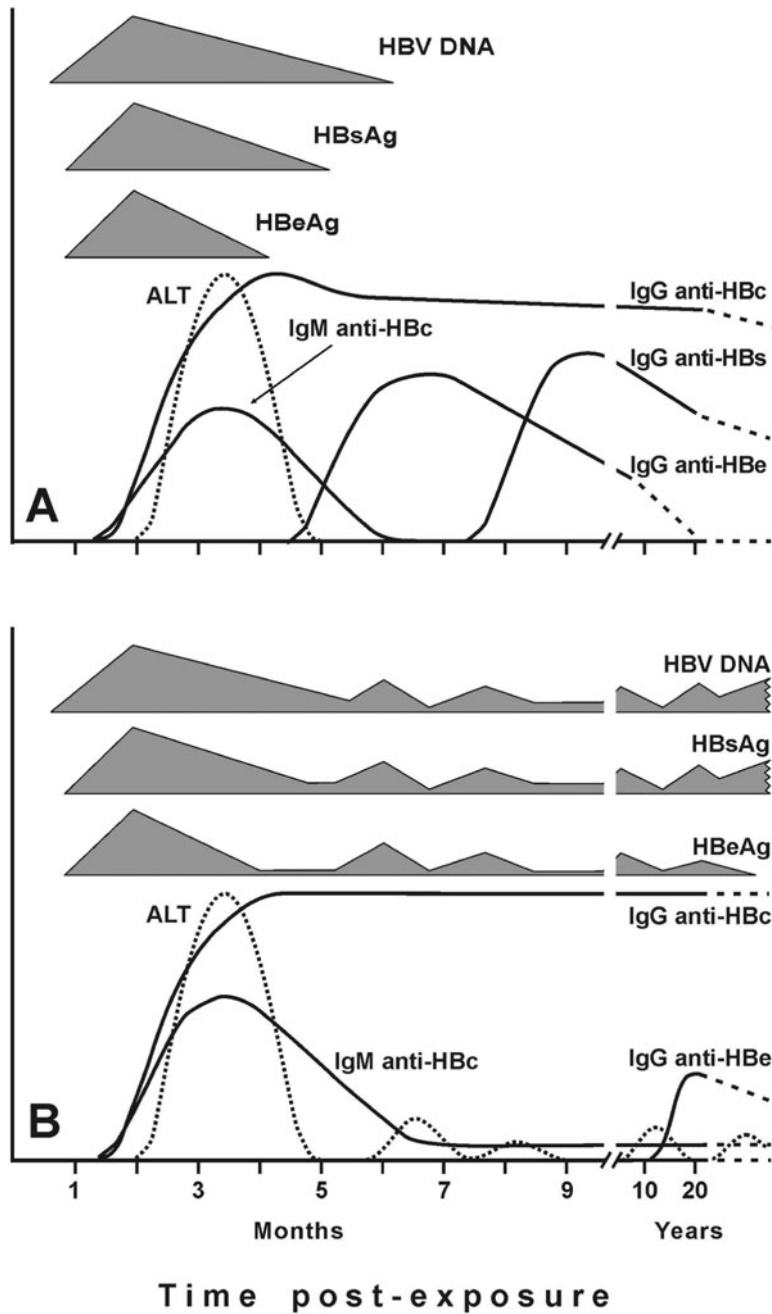 HBV DNA
HBsAg
HBeAg
ALT
IgG anti-HBc
IgM anti-HBc
IgG anti-HBs
IgG anti-HBe
A
HBV DNA
HBsAg
HBeAg
ALT
IgG anti-HBc
IgM anti-HBc
IgG anti-HBe
B
1 3 5 7 9 10 20
Months Years
Time post-exposure